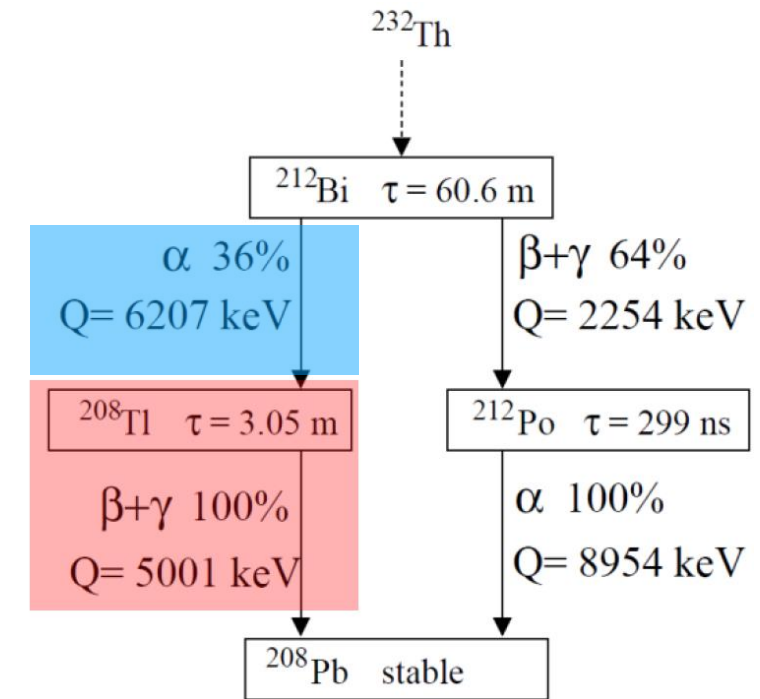 ²³²Th
²¹²Bi τ = 60.6 m
α 36%
Q= 6207 keV
β+γ 64%
Q= 2254 keV
²⁰⁸Tl τ = 3.05 m
²¹²Po τ = 299 ns
β+γ 100%
Q= 5001 keV
α 100%
Q= 8954 keV
²⁰⁸Pb stable